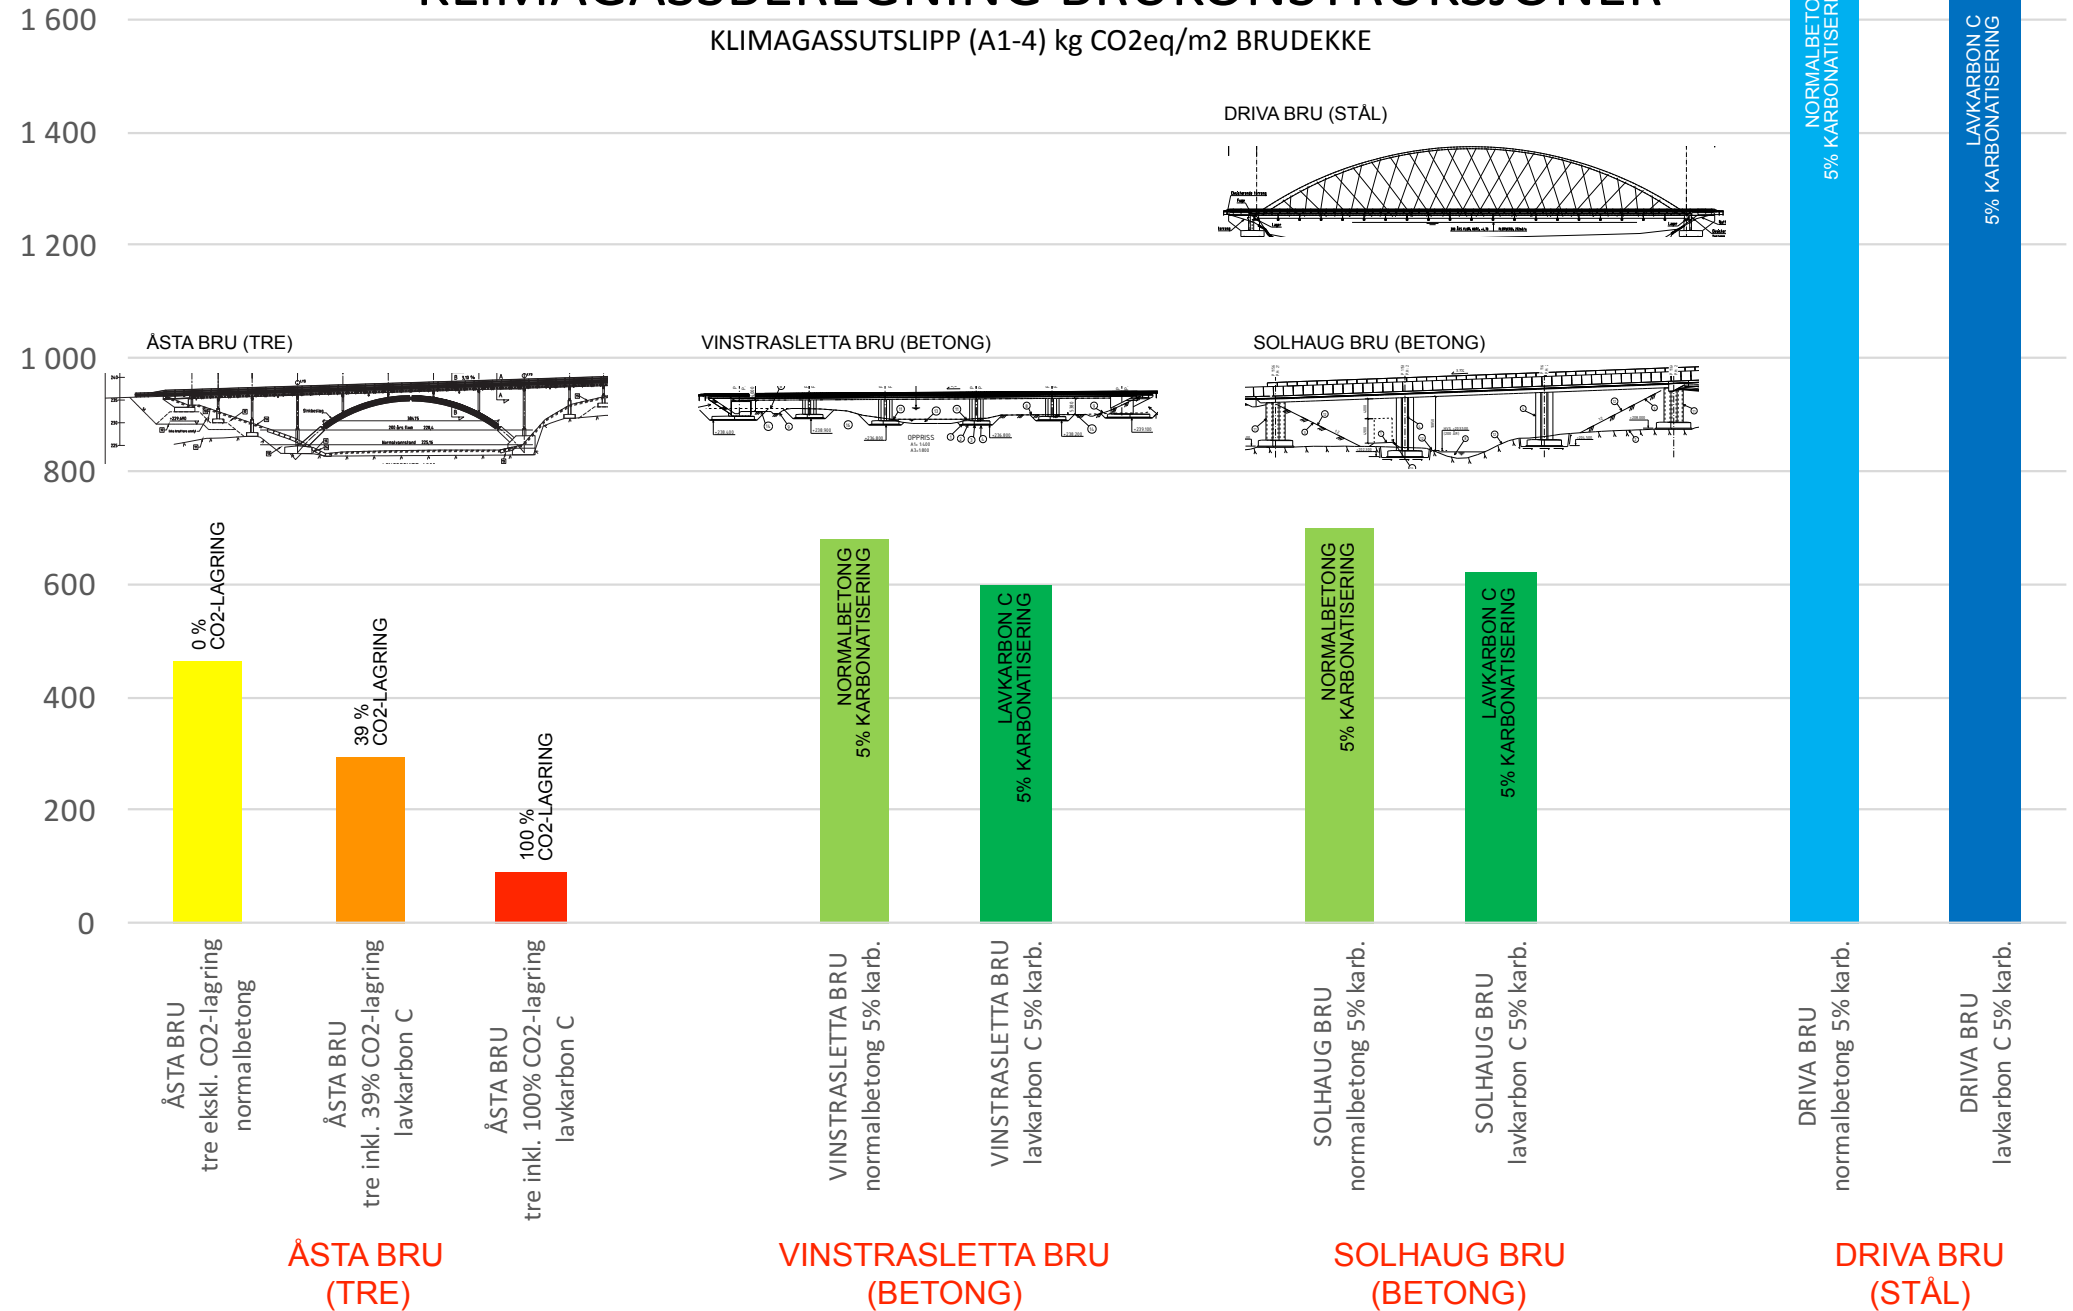 KLIMAGASSBEREGNING BRUKONSTRUKSJONER
KLIMAGASSUTSLIPP (A1-4) kg CO2eq/m2 BRUDEKKE
1 600
1 400
1 200
1 000
800
600
400
200
0
DRIVA BRU (STÅL)
ÅSTA BRU (TRE)
VINSTRASLETTA BRU (BETONG)
SOLHAUG BRU (BETONG)
OPPRISS
0 %
CO2-LAGRING
39 %
CO2-LAGRING
100 %
CO2-LAGRING
NORMALBETONG
5% KARBONATISERING
LAVKARBON C
5% KARBONATISERING
NORMALBETONG
5% KARBONATISERING
LAVKARBON C
5% KARBONATISERING
NORMALBETO
5% KARBONATISERI
LAVKARBON C
5% KARBONATISERING
ÅSTA BRU
tre ekskl. CO2-lagring
normalbetong
ÅSTA BRU
tre inkl. 39% CO2-lagring
lavkarbon C
ÅSTA BRU
tre inkl. 100% CO2-lagring
lavkarbon C
VINSTRASLETTA BRU
normalbetong 5% karb.
VINSTRASLETTA BRU
lavkarbon C 5% karb.
SOLHAUG BRU
normalbetong 5% karb.
SOLHAUG BRU
lavkarbon C 5% karb.
DRIVA BRU
normalbetong 5% karb.
DRIVA BRU
lavkarbon C 5% karb.
ÅSTA BRU
(TRE)
VINSTRASLETTA BRU
(BETONG)
SOLHAUG BRU
(BETONG)
DRIVA BRU
(STÅL)